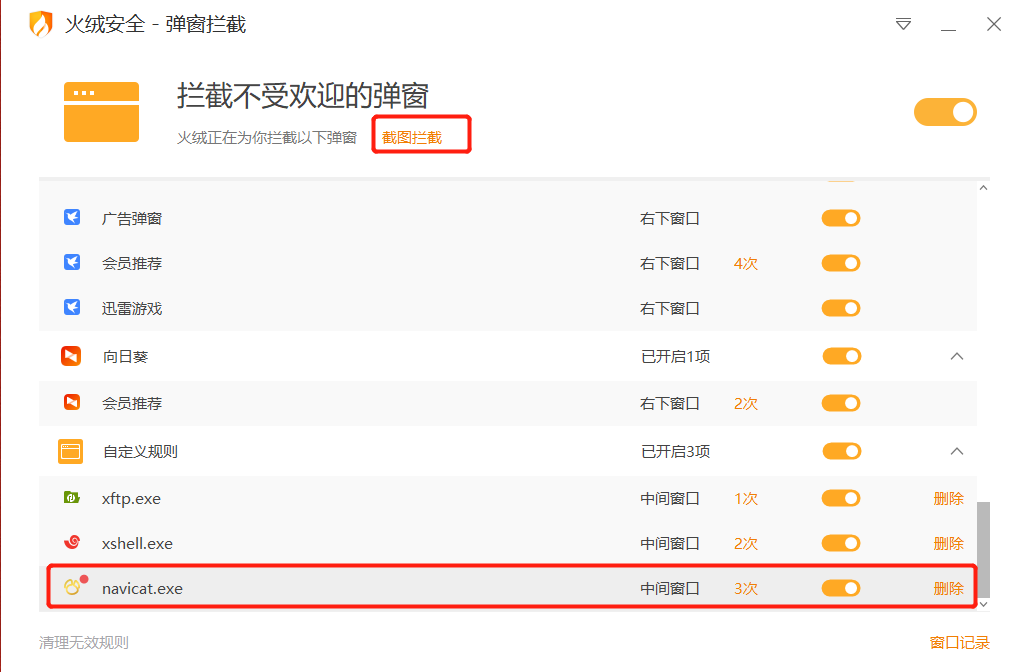 火绒安全 - 弹窗拦截
拦截不受欢迎的弹窗
火绒正在为你拦截以下弹窗 截图拦截
广告弹窗 右下窗口
会员推荐 右下窗口 4次
迅雷游戏 右下窗口
向日葵 已开启1项
会员推荐 右下窗口 2次
自定义规则 已开启3项
xftp.exe 中间窗口 1次 删除
xshell.exe 中间窗口 2次 删除
navicat.exe 中间窗口 3次 删除
清理无效规则 窗口记录